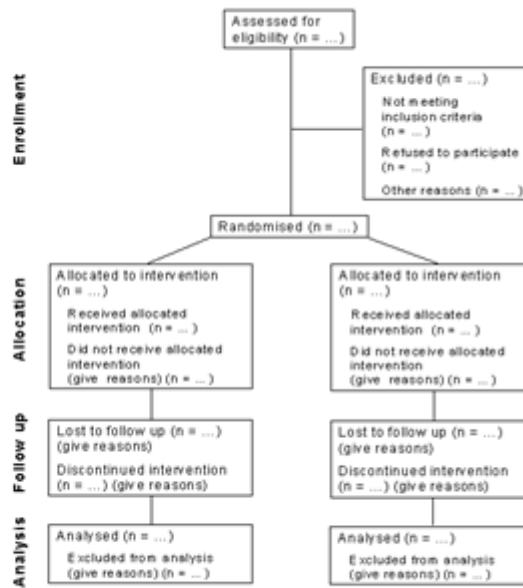 Assessed for
eligibility (n = ...)
Enrollment
Excluded (n = ...)
Not meeting
inclusion criteria
(n = ...)
Refused to participate
(n = ...)
Other reasons (n = ...)
Randomised (n = ...)
Allocation
Allocated to intervention
(n = ...)
Received allocated
intervention (n = ...)
Did not receive allocated
intervention
(give reasons) (n = ...)
Allocated to intervention
(n = ...)
Received allocated
intervention (n = ...)
Did not receive allocated
intervention
(give reasons) (n = ...)
Follow up
Lost to follow up (n = ...)
(give reasons)
Discontinued intervention
(n = ...) (give reasons)
Lost to follow up (n = ...)
(give reasons)
Discontinued intervention
(n = ...) (give reasons)
Analysis
Analysed (n = ...)
Excluded from analysis
(give reasons) (n = ...)
Analysed (n = ...)
Excluded from analysis
(give reasons) (n = ...)